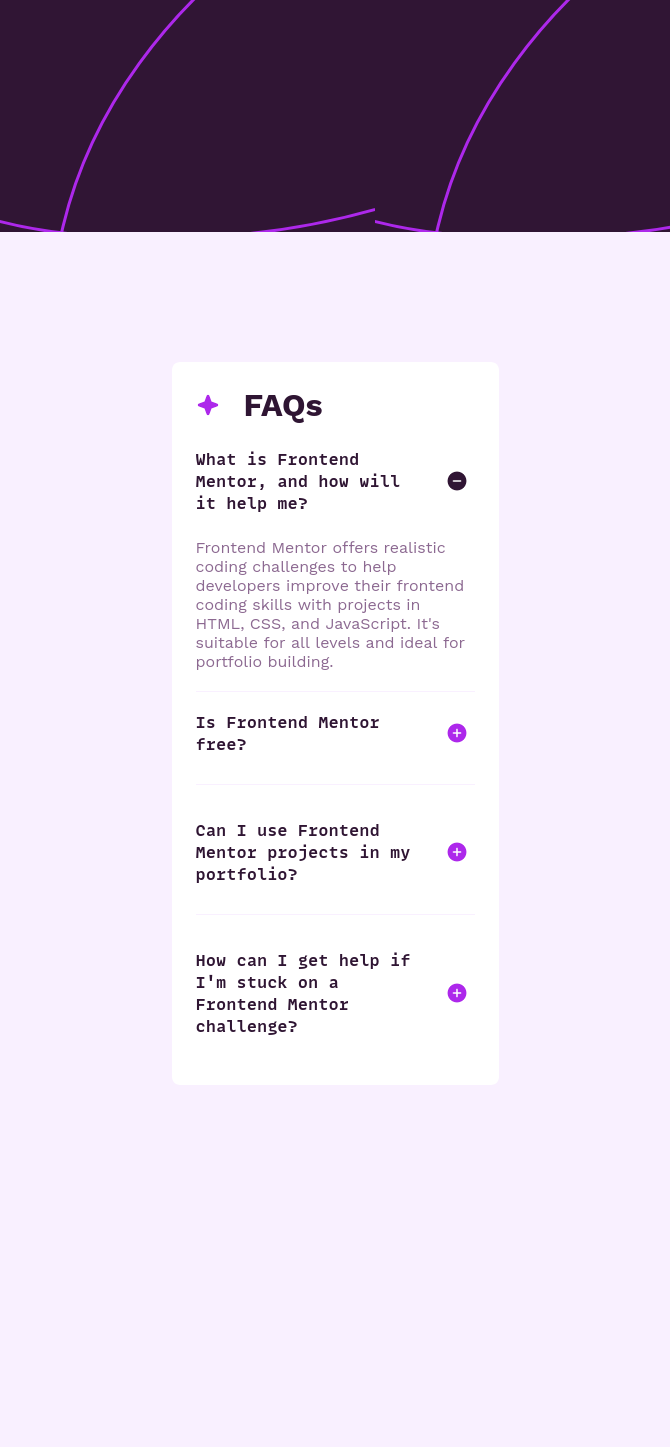 FAQs
What is Frontend
Mentor, and how will
it help me?
Frontend Mentor offers realistic
coding challenges to help
developers improve their frontend
coding skills with projects in
HTML, CSS, and JavaScript. It's
suitable for all levels and ideal for
portfolio building.
Is Frontend Mentor
free?
Can I use Frontend
Mentor projects in my
portfolio?
How can I get help if
I'm stuck on a
Frontend Mentor
challenge?